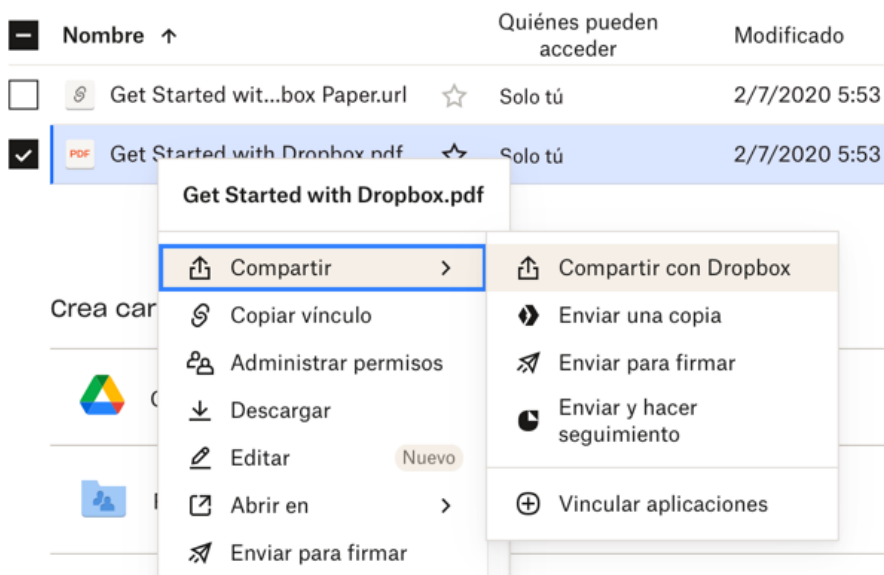 Nombre ↑
Quiénes pueden
acceder
Modificado
Get Started wit...box Paper.url
Solo tú
2/7/2020 5:53
PDF
Get Started with Dropbox.pdf
Solo tú
2/7/2020 5:53
Get Started with Dropbox.pdf
Compartir
Copiar vínculo
Administrar permisos
Descargar
Editar
Nuevo
Abrir en
Enviar para firmar
Compartir con Dropbox
Enviar una copia
Enviar para firmar
Enviar y hacer
seguimiento
Vincular aplicaciones
Crea car